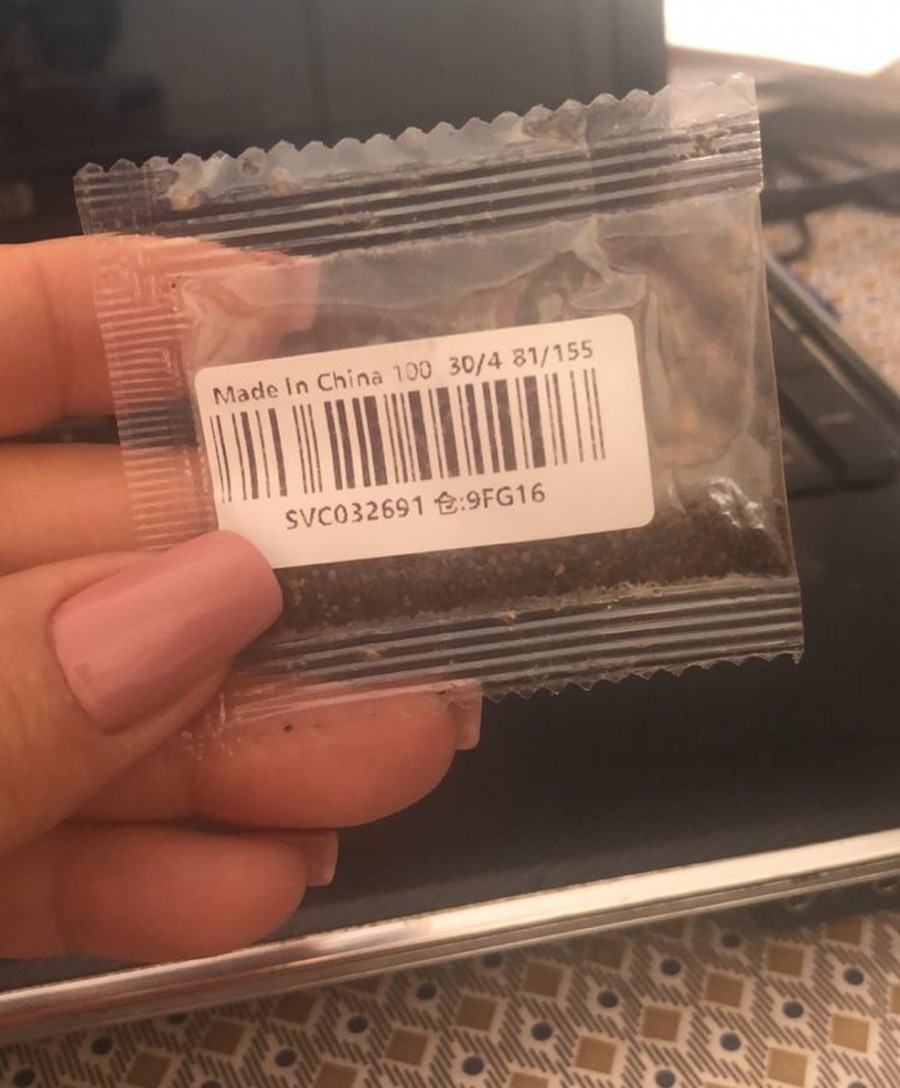 Made In China 100 30/4 81/155
SVC032691 仓:9FG16